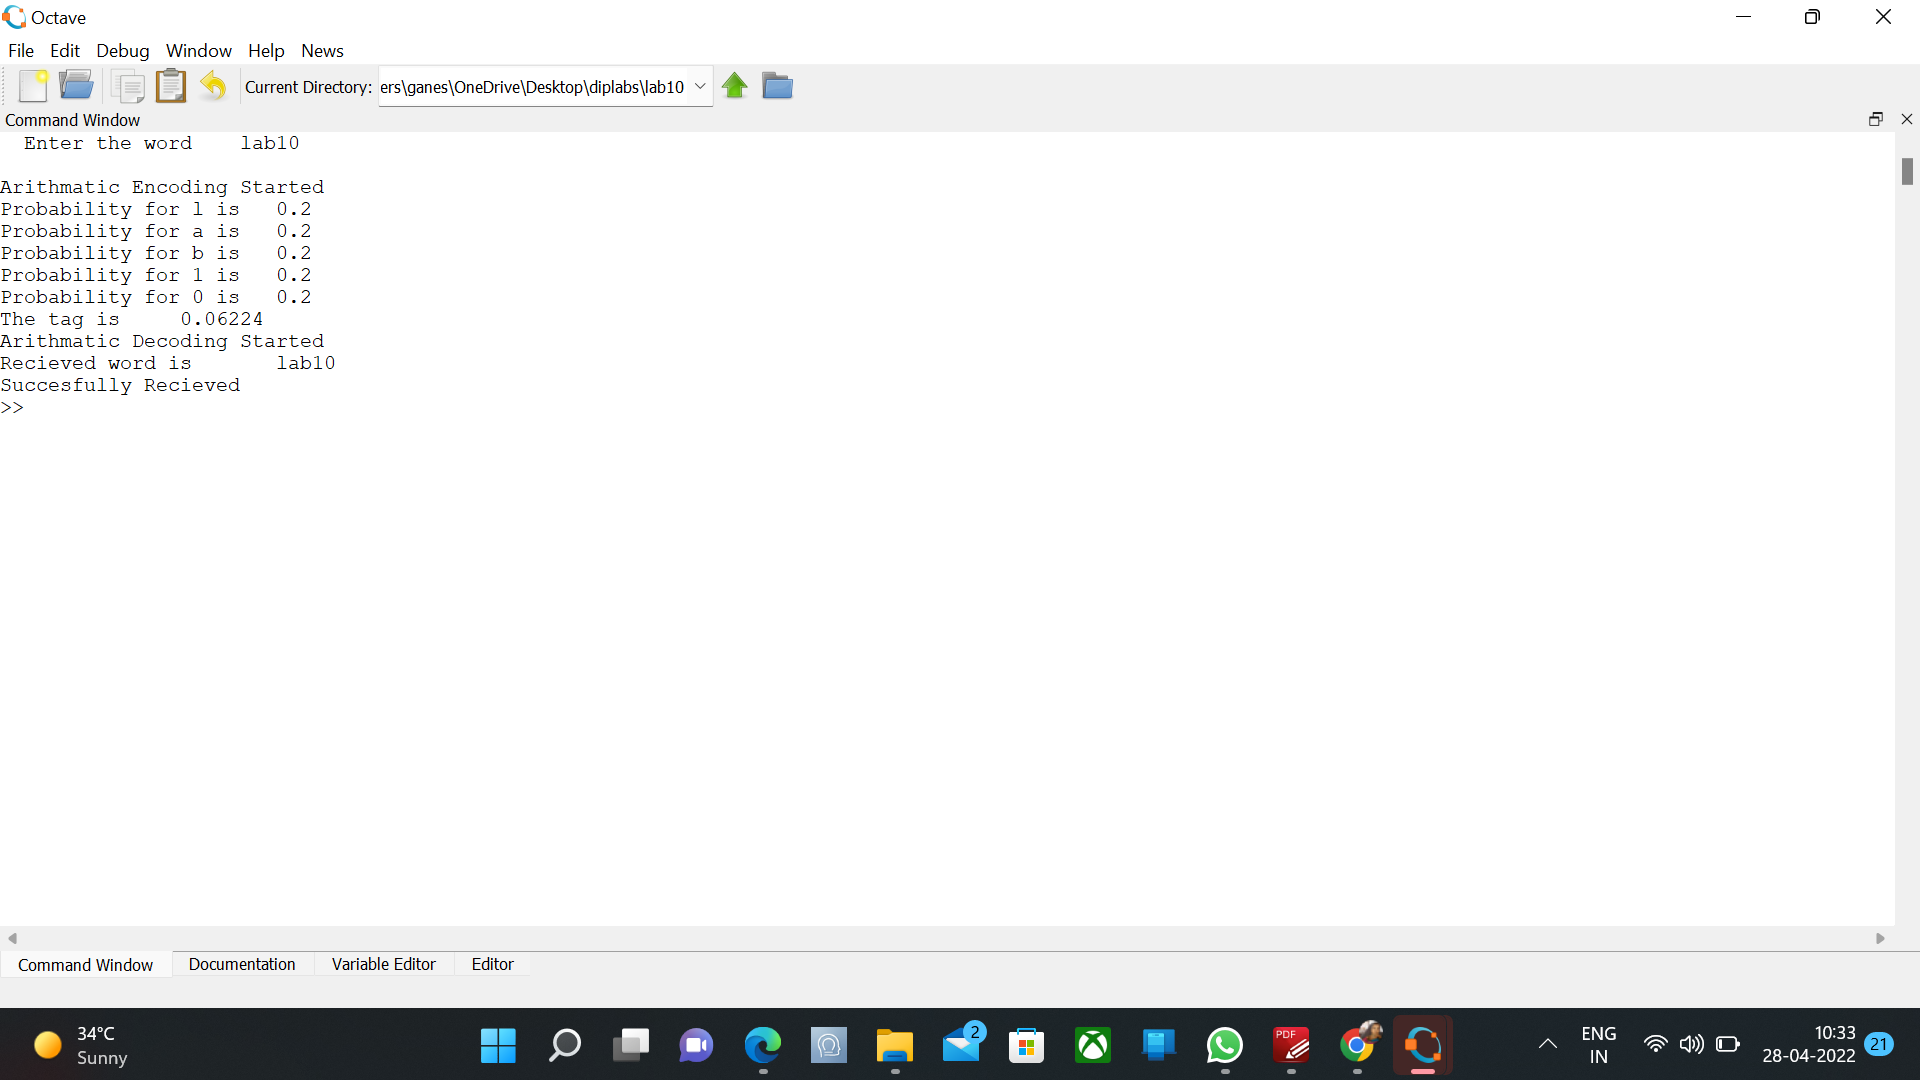 Octave
File Edit Debug Window Help News
Current Directory: ers\ganes\OneDrive\Desktop\diplabs\lab10
Command Window
Enter the word lab10
Arithmatic Encoding Started
Probability for l is 0.2
Probability for a is 0.2
Probability for b is 0.2
Probability for 1 is 0.2
Probability for 0 is 0.2
The tag is 0.06224
Arithmatic Decoding Started
Recieved word is lab10
Succesfully Recieved
>>
Command Window Documentation Variable Editor Editor
34°C
Sunny
2
PDF
ENG
IN
10:33
28-04-2022
21